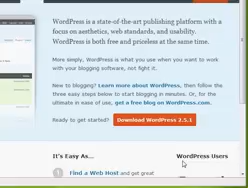 WordPress is a state-of-the-art publishing platform with a
focus on aesthetics, web standards, and usability.
WordPress is both free and priceless at the same time.
More simply, WordPress is what you use when you want to work
with your blogging software, not fight it.
New to blogging? Learn more about WordPress, then follow the
three easy steps below to start blogging in minutes. Or, for the
ultimate in ease of use, get a free blog on WordPress.com.
Ready to get started? Download WordPress 2.5.1
It's Easy As...
WordPress Users
1 Find a Web Host and get great